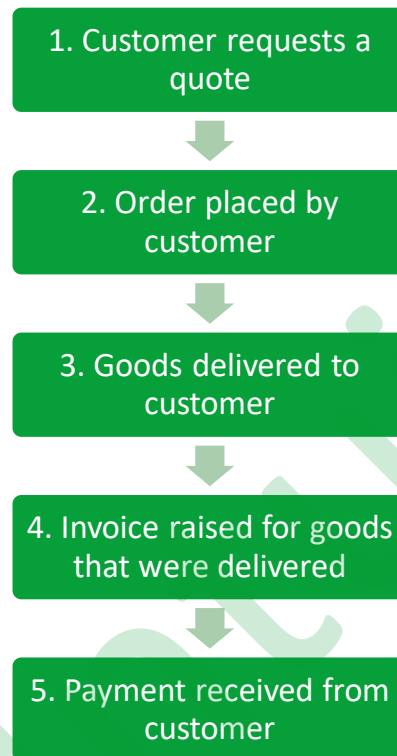 1. Customer requests a
quote
2. Order placed by
customer
3. Goods delivered to
customer
4. Invoice raised for goods
that were delivered
5. Payment received from
customer